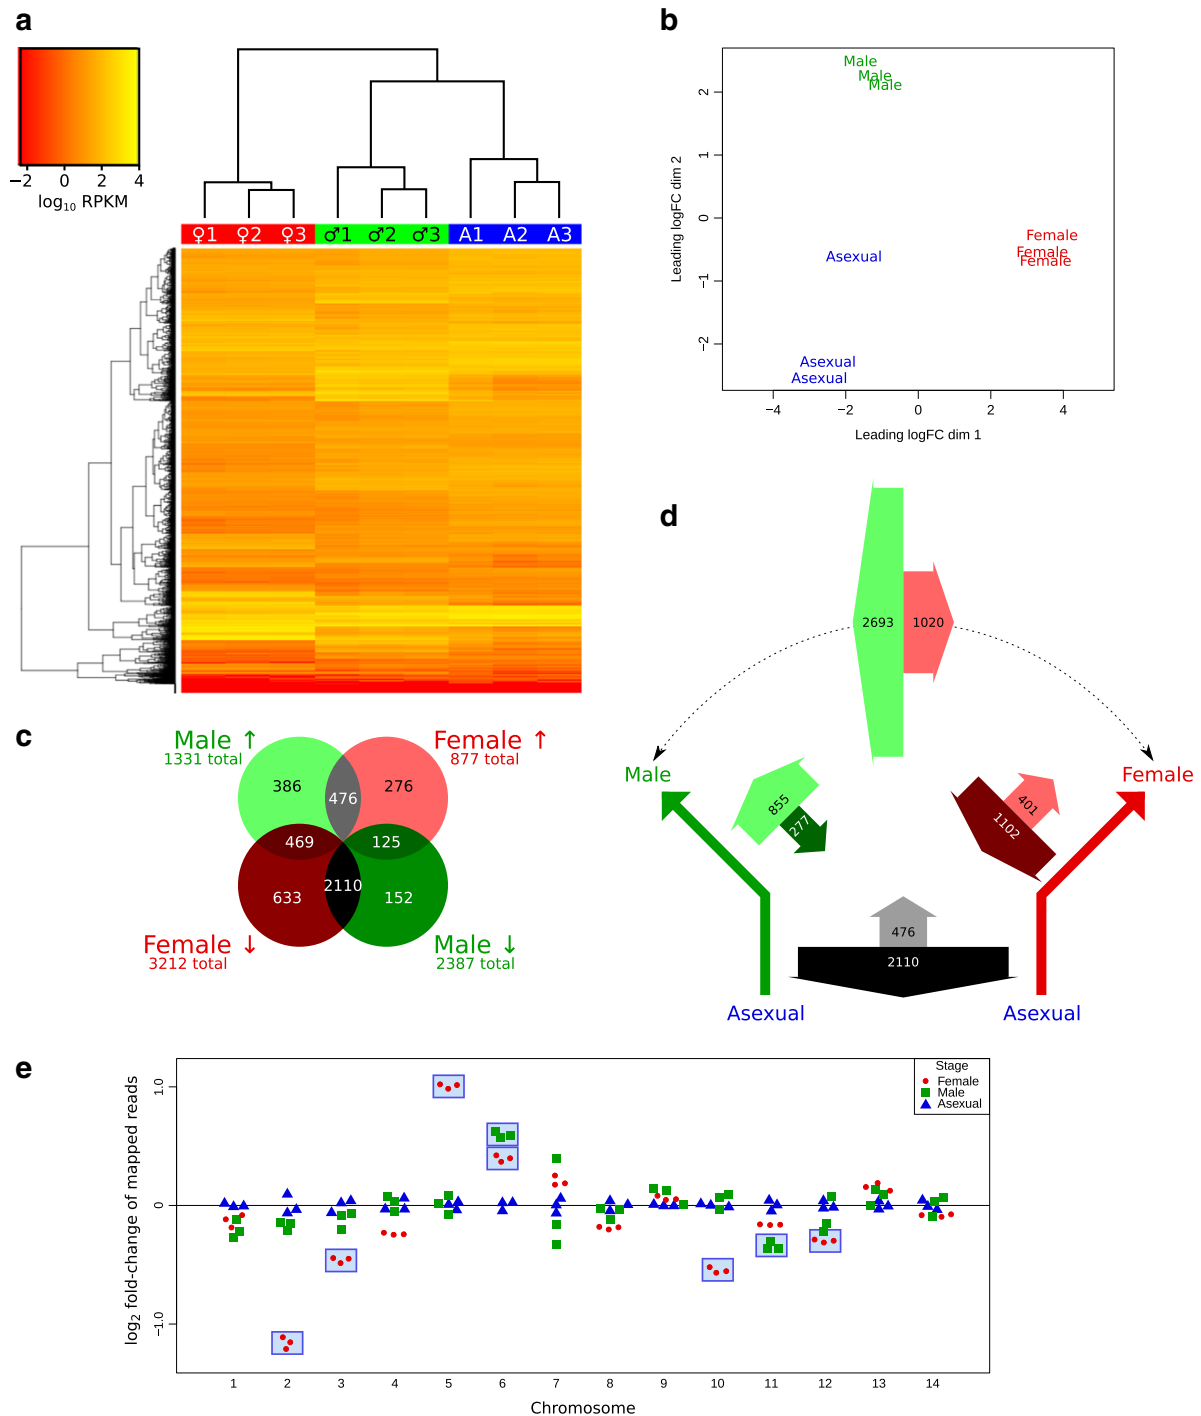 a
−2 0 2 4
log10 RPKM
♀1 ♀2 ♀3 ♂1 ♂2 ♂3 A1 A2 A3
b
Male
Male
Male
Female
Female
Female
Asexual
Asexual
Asexual
2
1
0
−1
−2
Leading logFC dim 2
−4 −2 0 2 4
Leading logFC dim 1
c
Male ↑
1331 total
Female ↑
877 total
386
476
276
469
125
633
2110
152
Female ↓
3212 total
Male ↓
2387 total
d
2693
1020
Male
Female
855
277
401
1102
476
2110
Asexual
Asexual
e
log2 fold-change of mapped reads
1.0
0
−1.0
Stage
Female
Male
Asexual
1 2 3 4 5 6 7 8 9 10 11 12 13 14
Chromosome